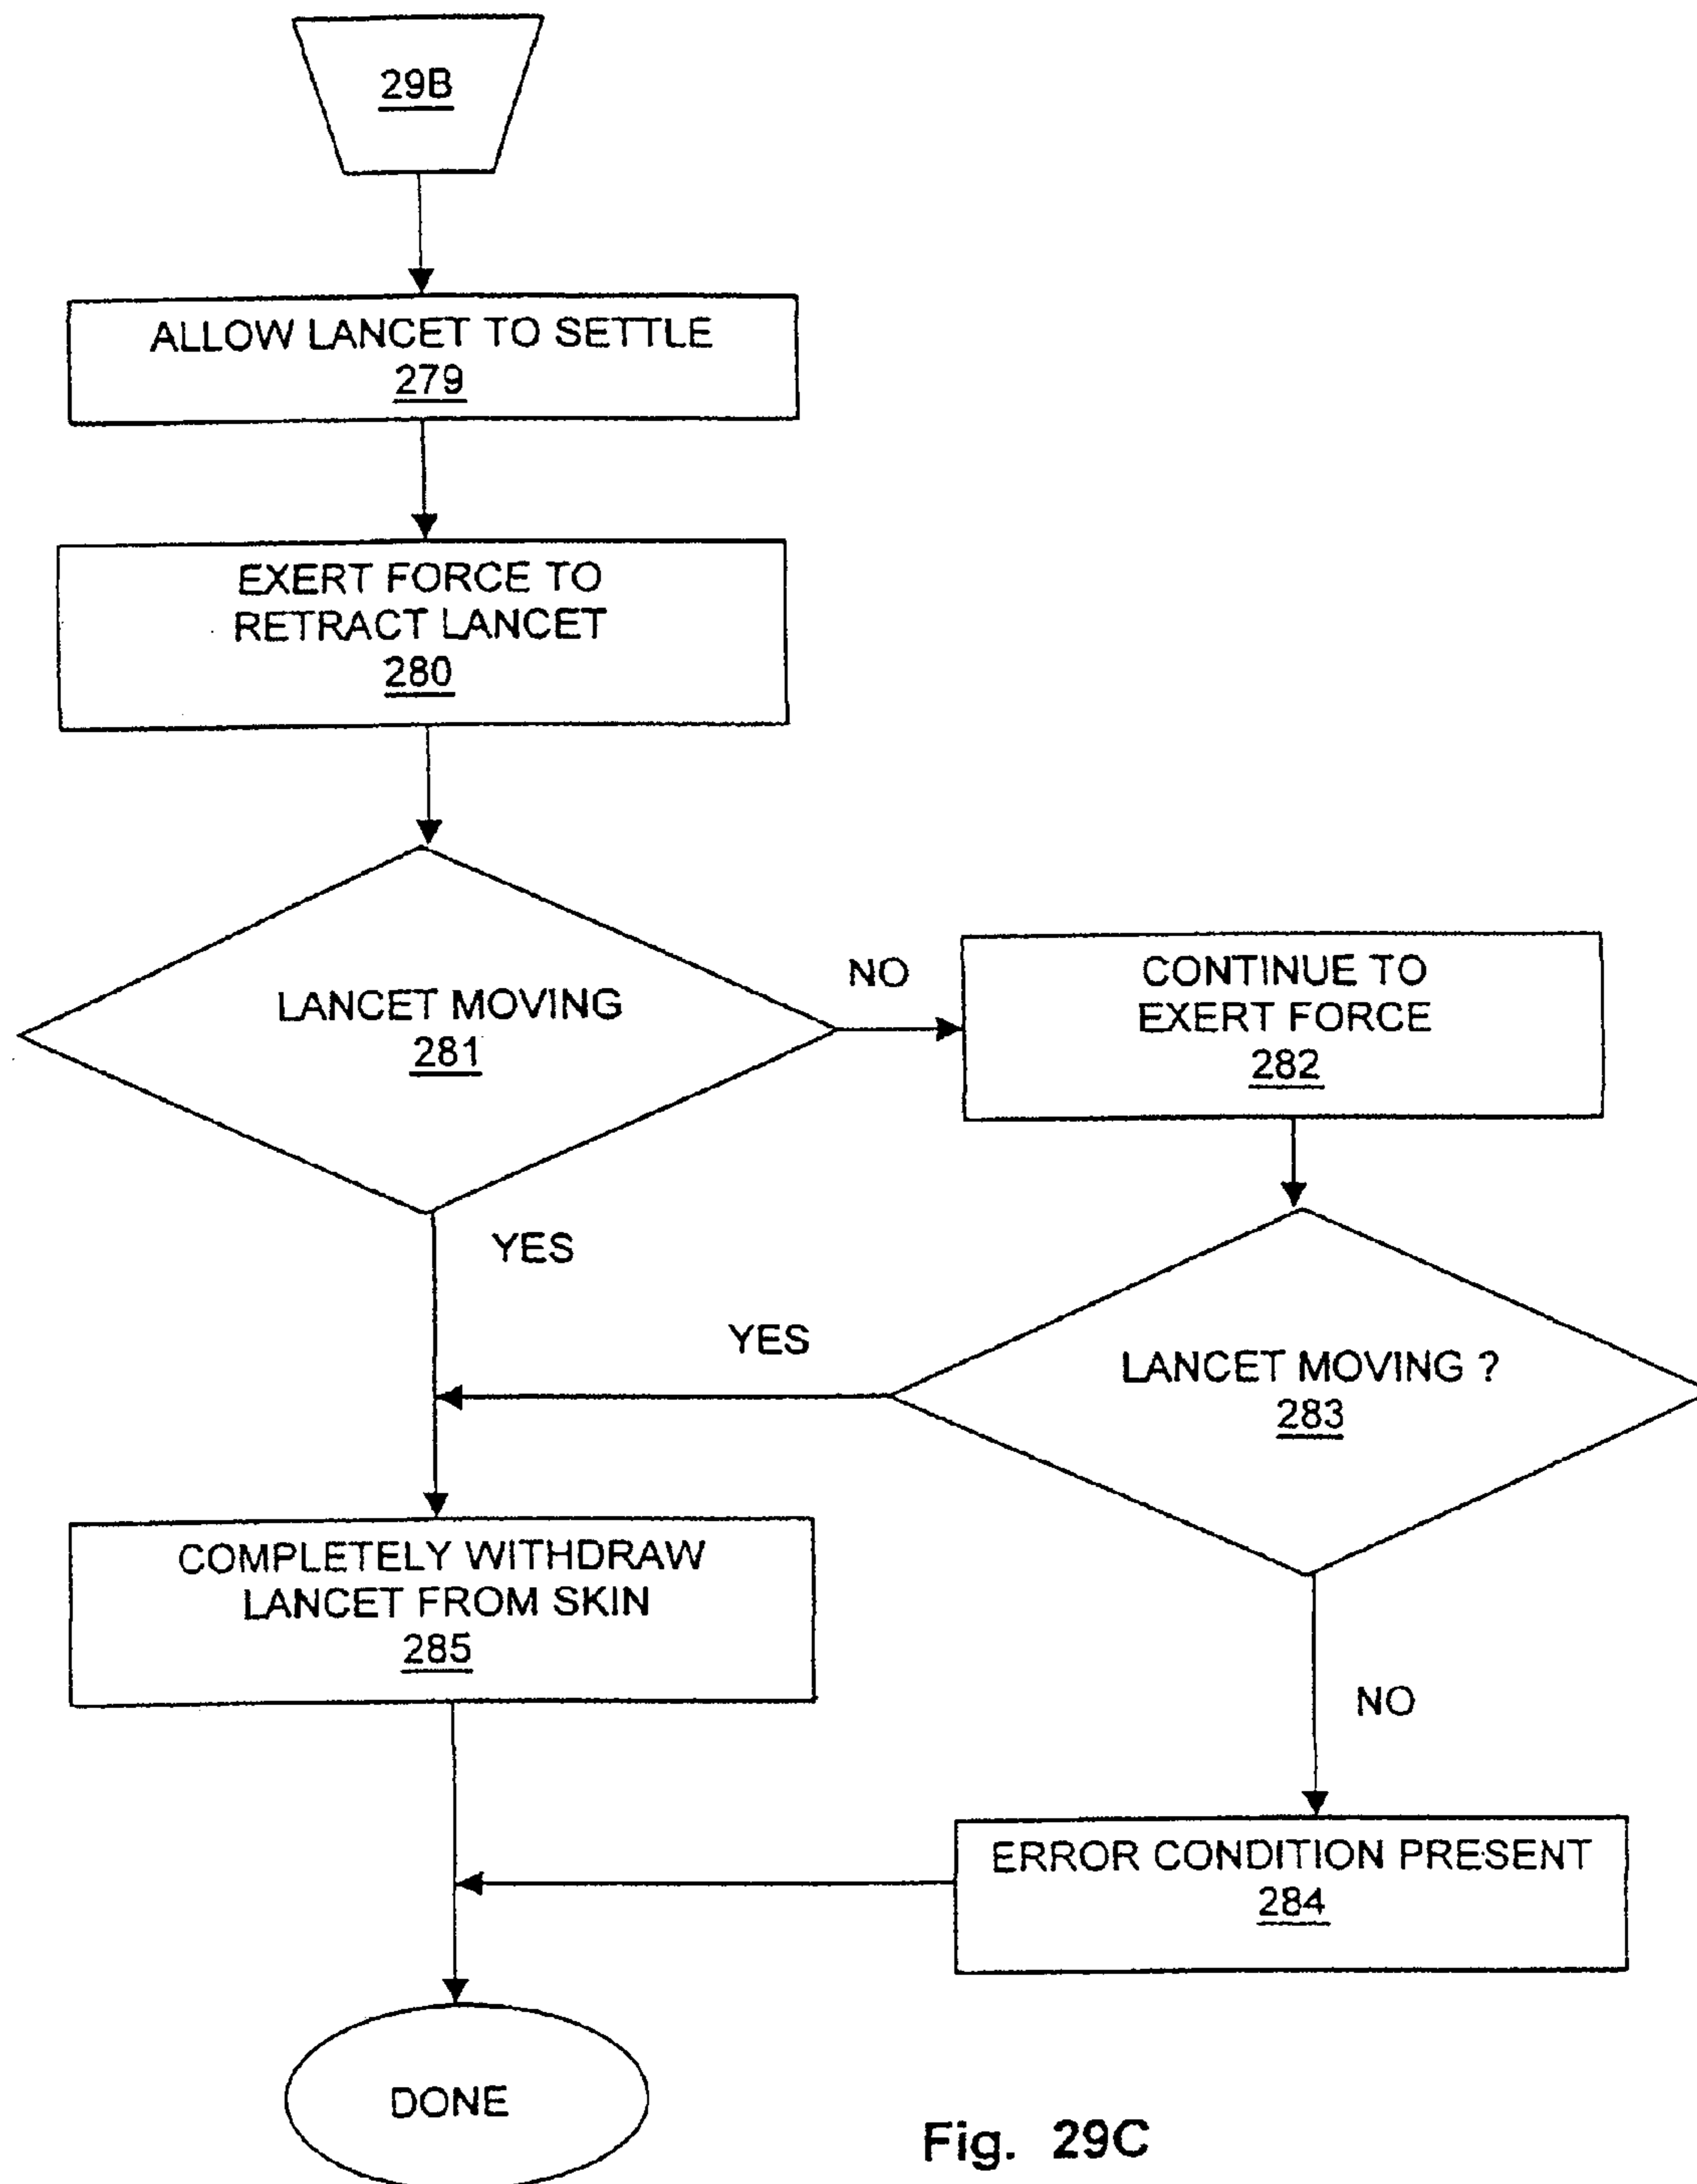 29B
ALLOW LANCET TO SETTLE
279
EXERT FORCE TO
RETRACT LANCET
280
LANCET MOVING
281
NO
CONTINUE TO
EXERT FORCE
282
YES
YES
LANCET MOVING ?
283
COMPLETELY WITHDRAW
LANCET FROM SKIN
285
NO
ERROR CONDITION PRESENT
284
DONE
Fig. 29C